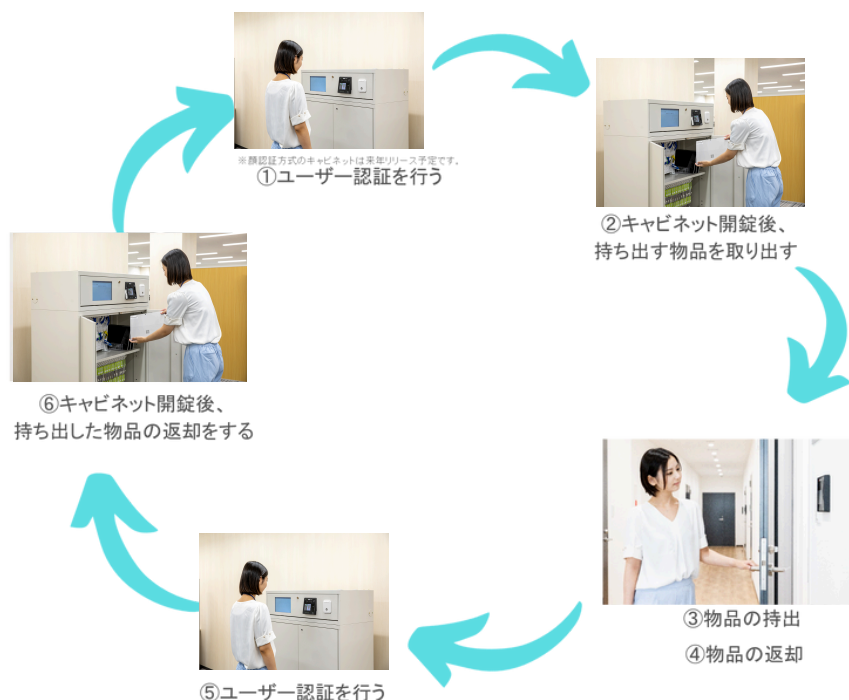 ※顔認証方式のキャビネットは来年リリース予定です。
①ユーザー認証を行う
②キャビネット開錠後、
持ち出す物品を取り出す
③物品の持出
④物品の返却
⑤ユーザー認証を行う
⑥キャビネット開錠後、
持ち出した物品の返却をする